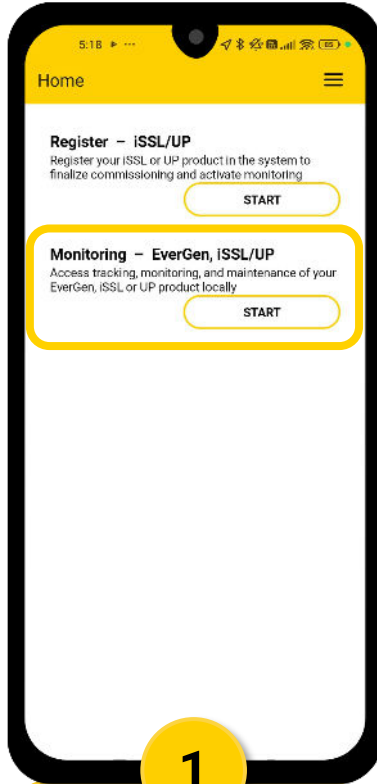 5:18
Home
Register – iSSL/UP
Register your iSSL or UP product in the system to
finalize commissioning and activate monitoring
START
Monitoring – EverGen, iSSL/UP
Access tracking, monitoring, and maintenance of your
EverGen, iSSL or UP product locally
START
1